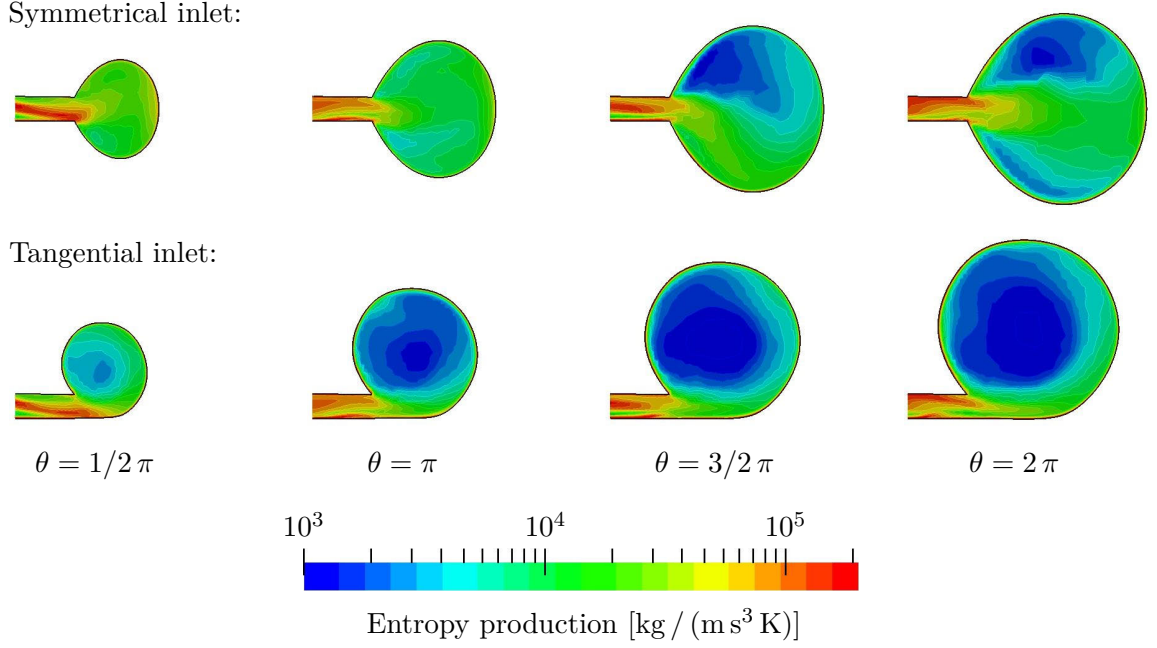 Symmetrical inlet:
Tangential inlet:
θ = 1/2 π
θ = π
θ = 3/2 π
θ = 2 π
10³
10⁴
10⁵
Entropy production [kg / (m s³ K)]